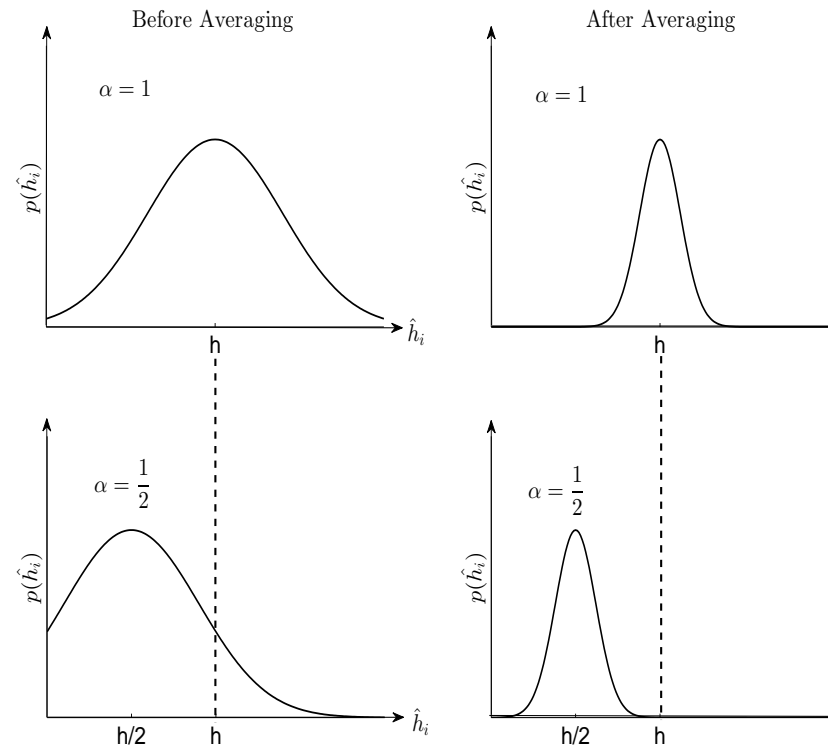 Before Averaging
After Averaging
α = 1
α = 1
p(ĥᵢ)
p(ĥᵢ)
h
ĥᵢ
h
α = 1/2
α = 1/2
p(ĥᵢ)
p(ĥᵢ)
h/2
h
ĥᵢ
h/2
h